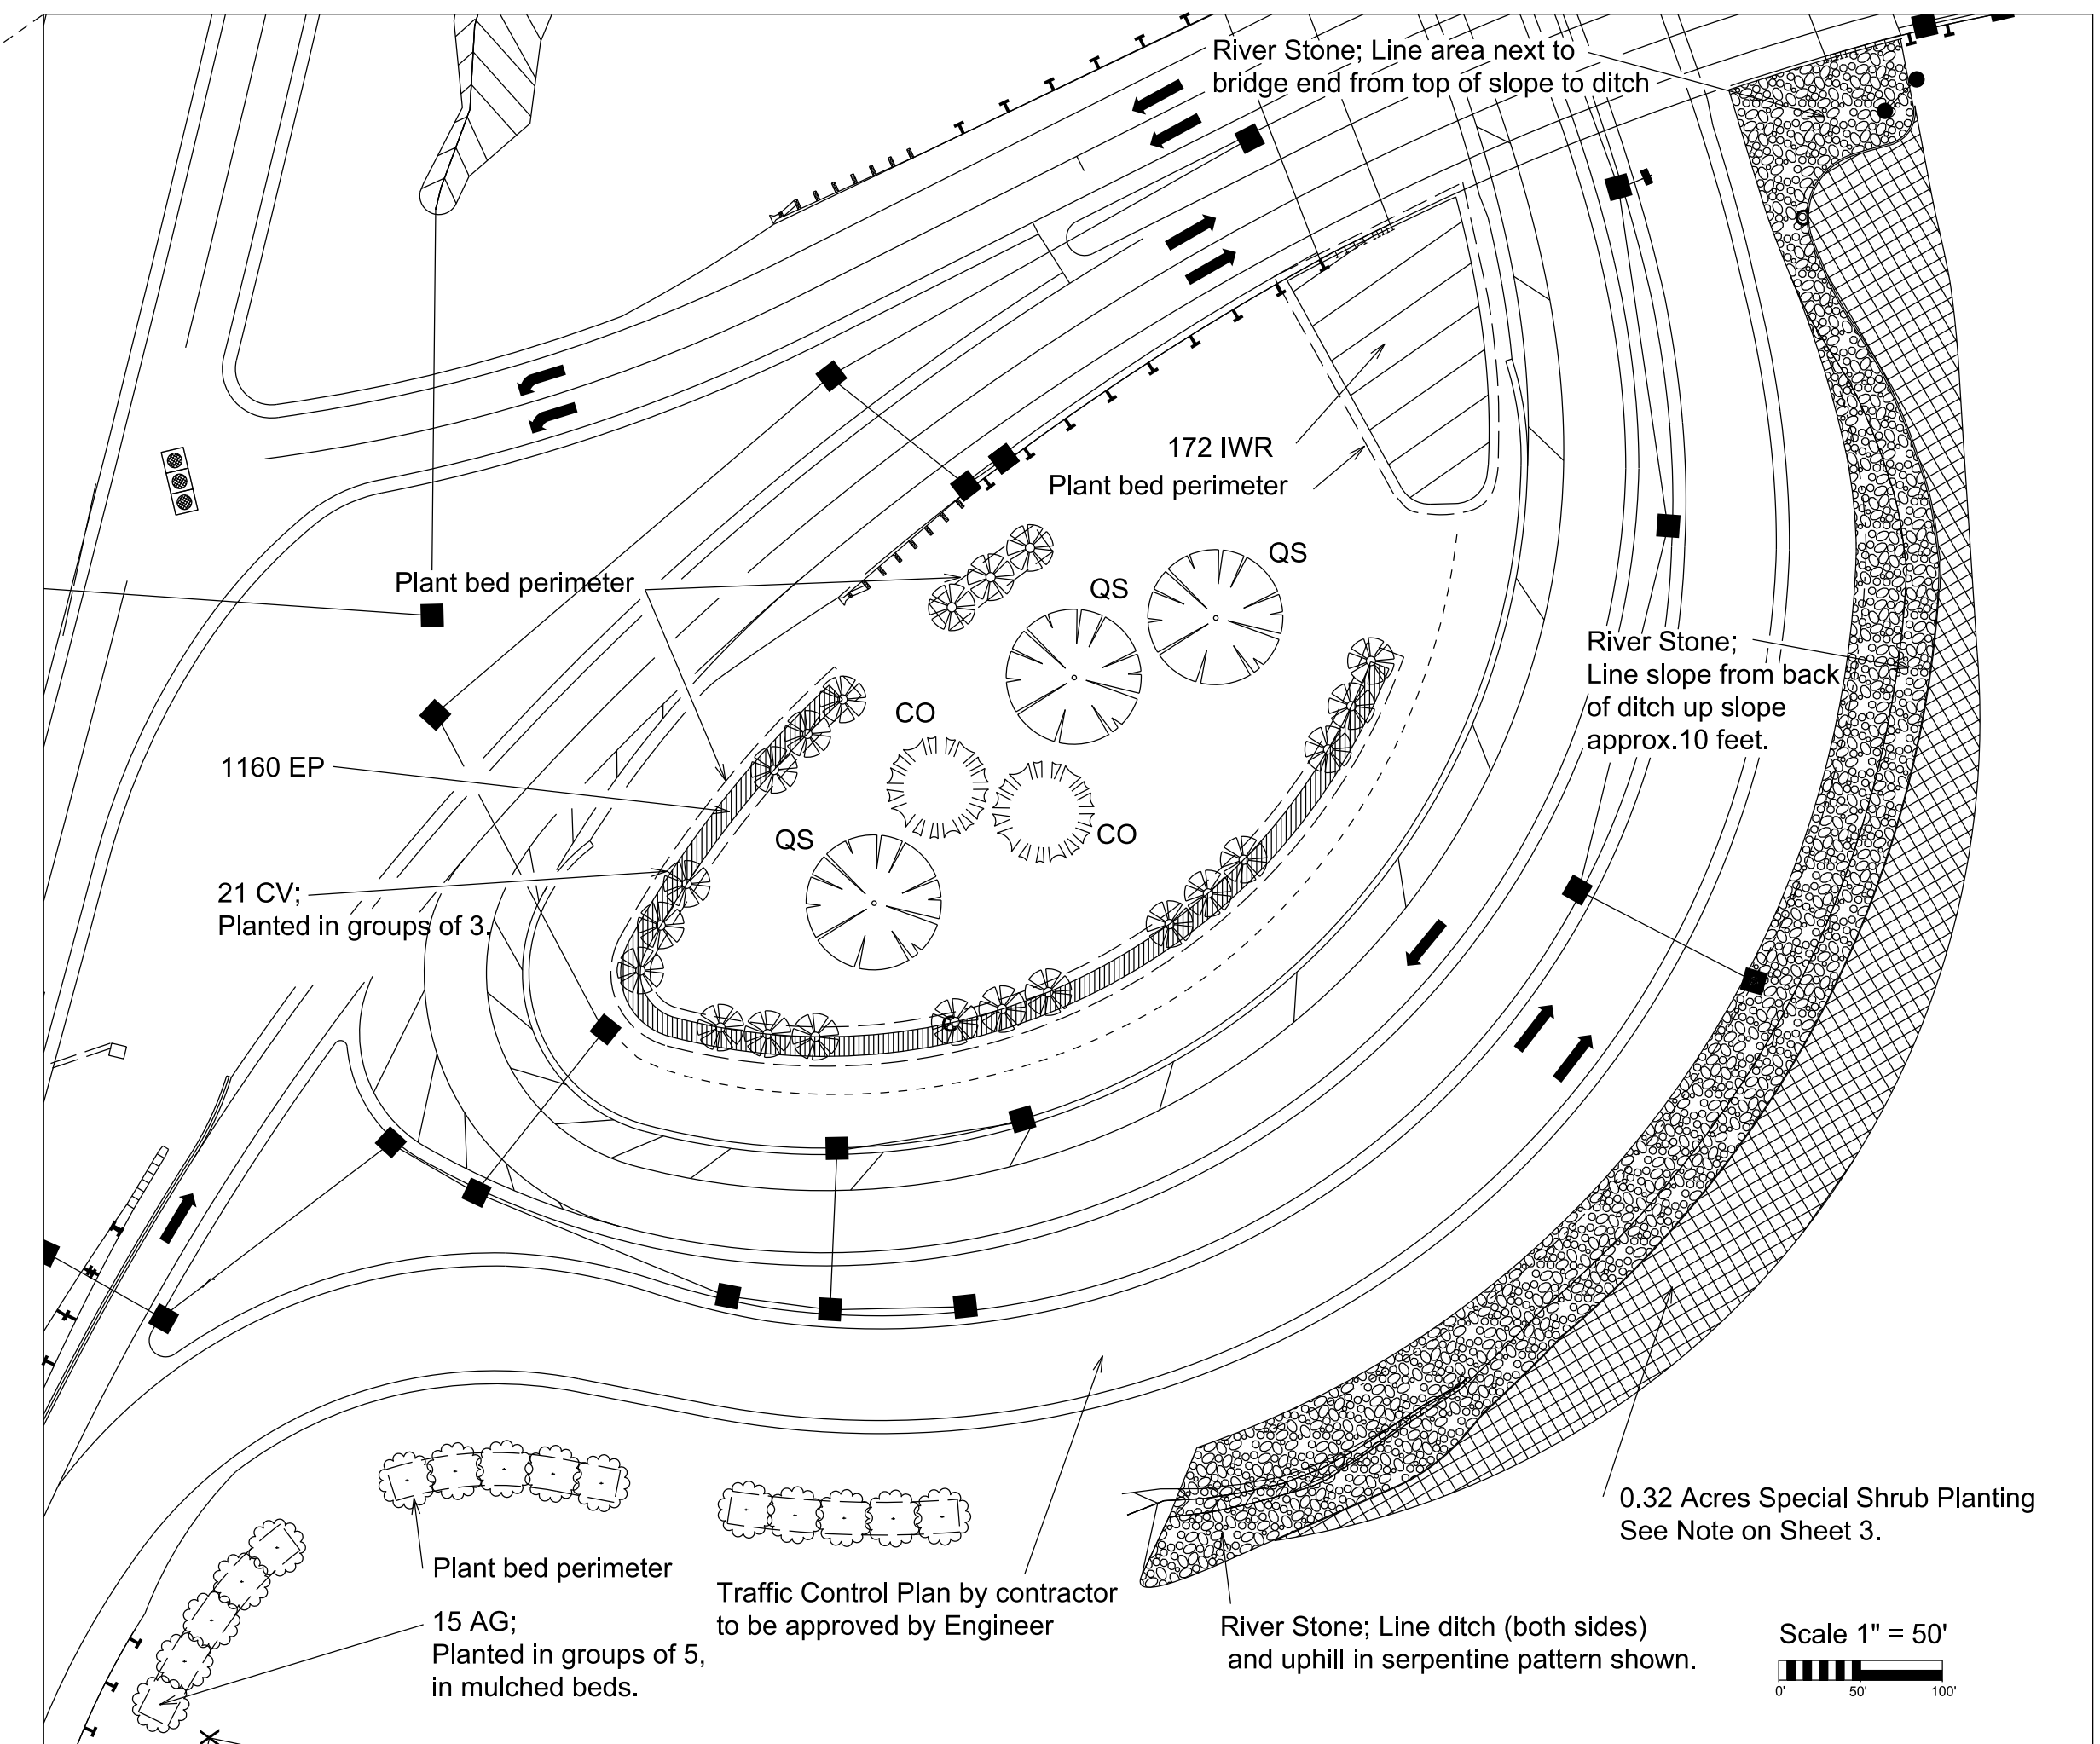 River Stone; Line area next to
bridge end from top of slope to ditch
172 IWR
Plant bed perimeter
QS
QS
Plant bed perimeter
River Stone;
Line slope from back
of ditch up slope
approx.10 feet.
CO
1160 EP
QS
CO
21 CV;
Planted in groups of 3.
0.32 Acres Special Shrub Planting
See Note on Sheet 3.
Plant bed perimeter
Traffic Control Plan by contractor
to be approved by Engineer
15 AG;
Planted in groups of 5,
in mulched beds.
River Stone; Line ditch (both sides)
and uphill in serpentine pattern shown.
Scale 1" = 50'
0' 50' 100'